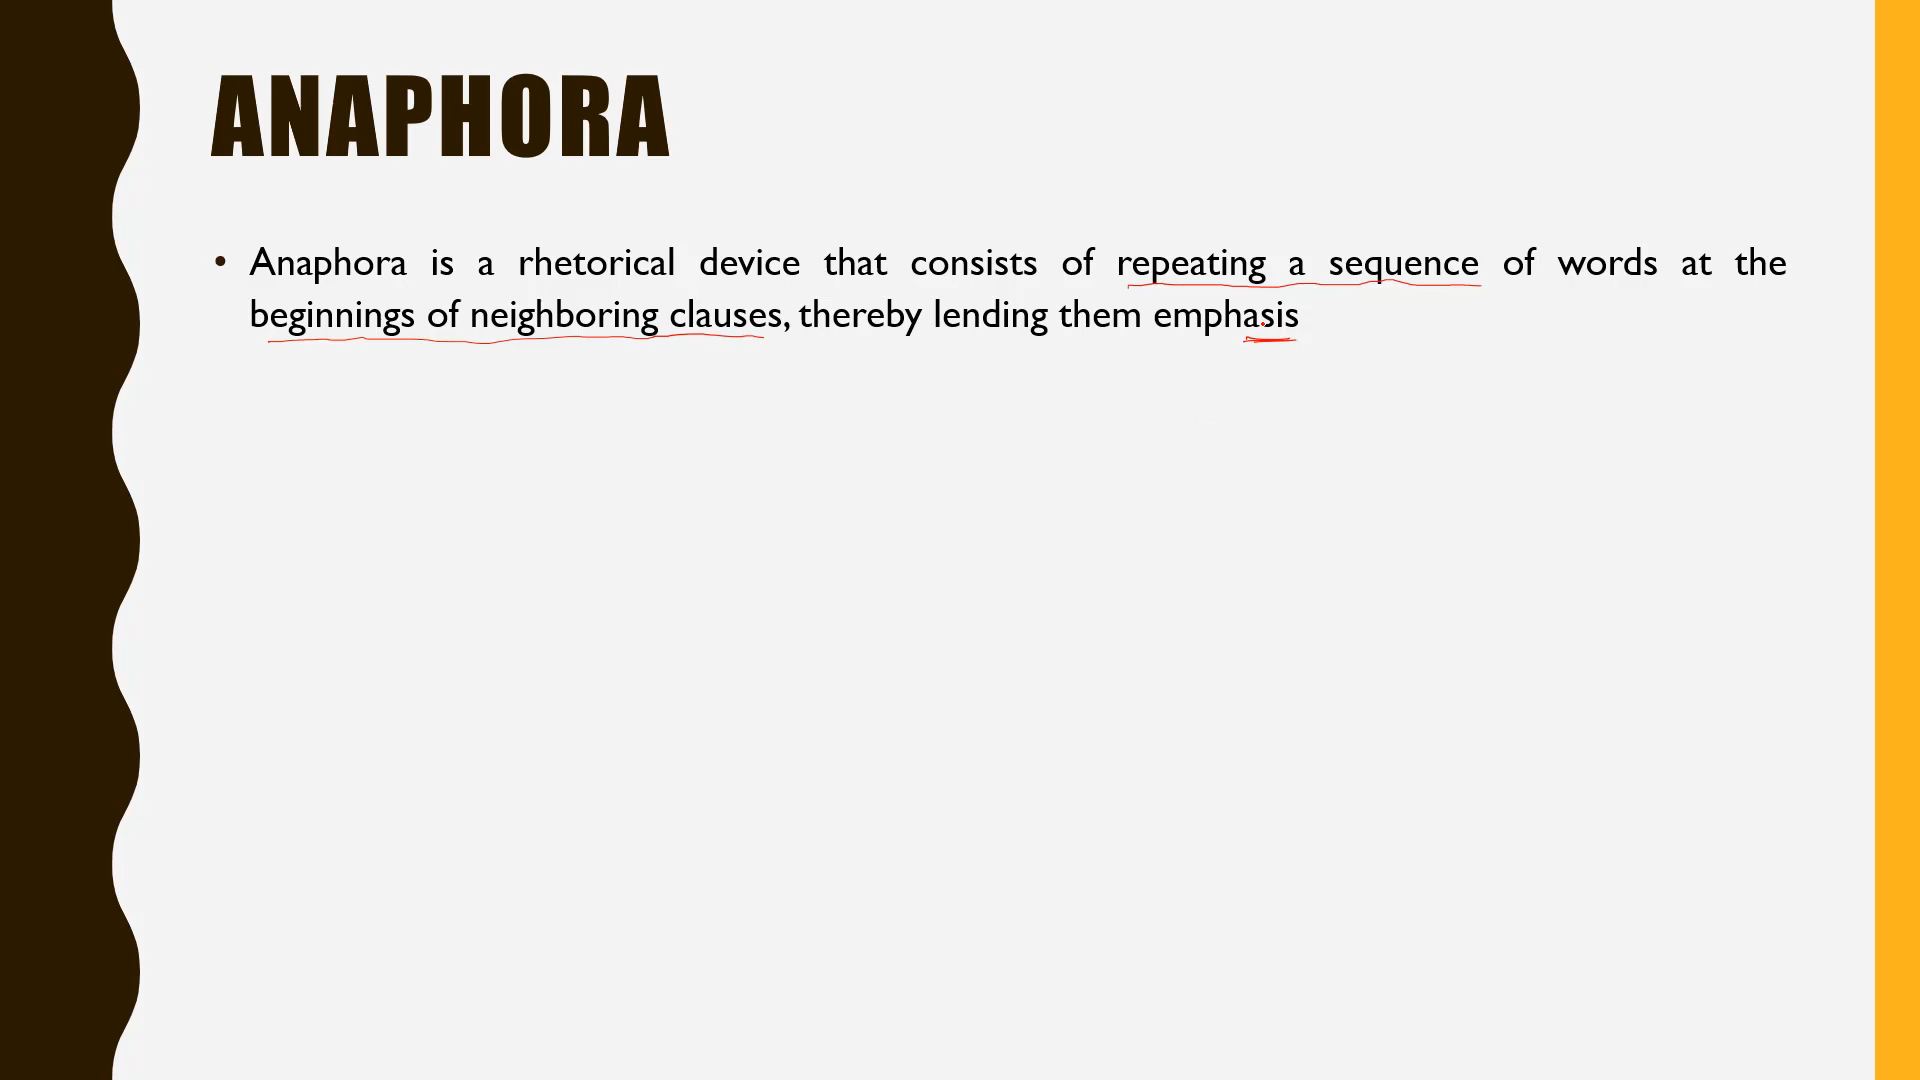 ANAPHORA
• Anaphora is a rhetorical device that consists of repeating a sequence of words at the
beginnings of neighboring clauses, thereby lending them emphasis